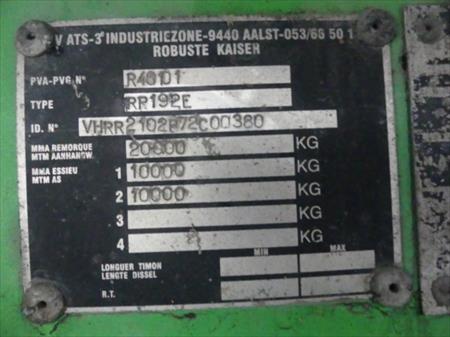 V ATS-3° INDUSTRIEZONE-9440 AALST-053/66 50 1
ROBUSTE KAISER
PVA-PVG N° R48101
TYPE RR192E
ID. N° VHRR2102P72C00380
MMA REMORQUE
MTM AANHANGW. 20000 KG
MMA ESSIEU
MTM AS 1 10000 KG
2 10000 KG
3 KG
4 KG
MIN MAX
LONGUER TIMON
LENGTE DISSEL
R.T.